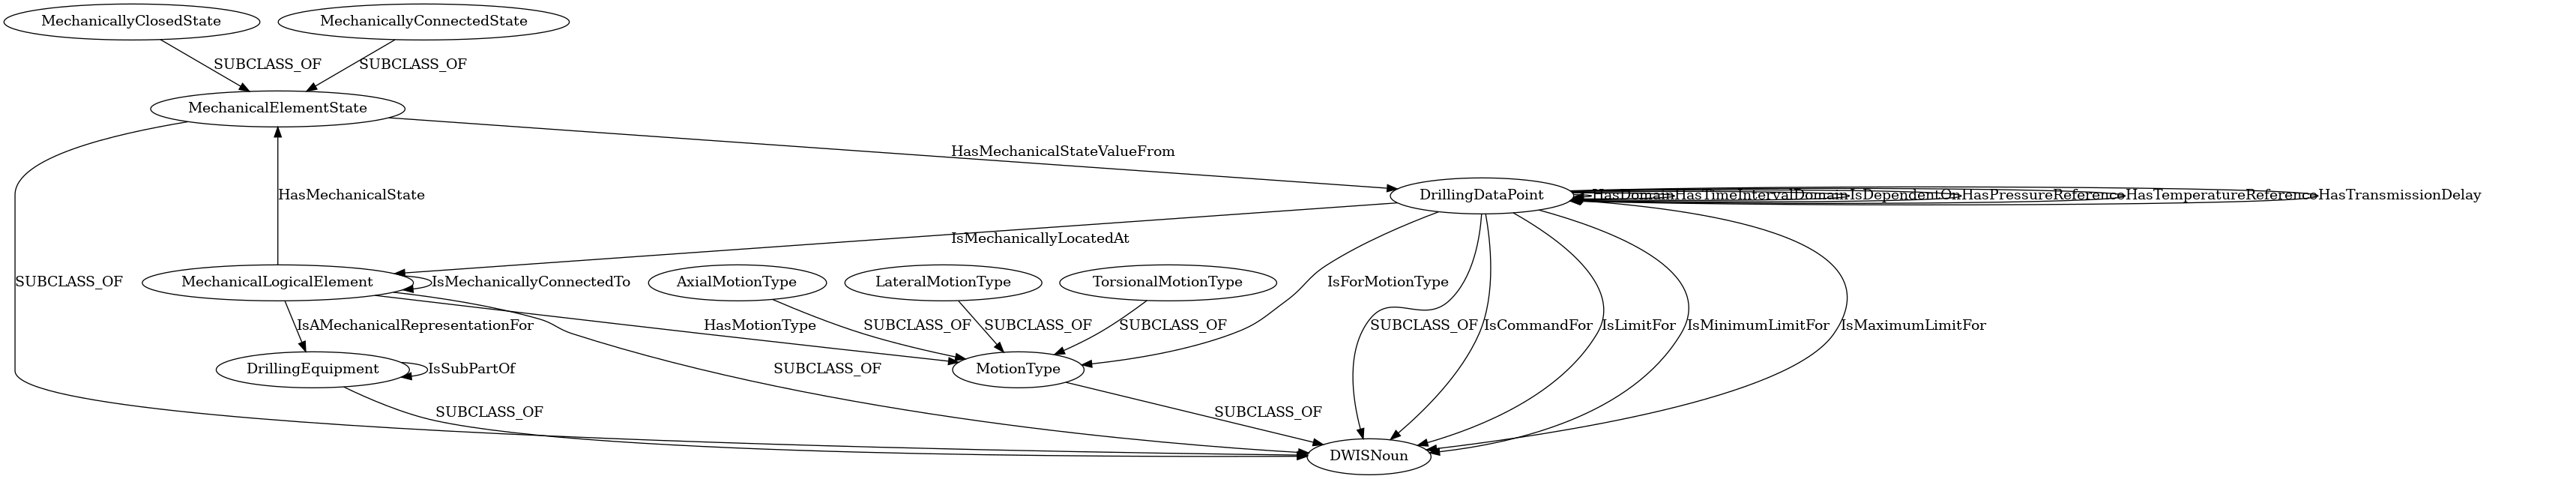 MechanicallyClosedState
MechanicallyConnectedState
SUBCLASS_OF
SUBCLASS_OF
MechanicalElementState
HasMechanicalStateValueFrom
HasMechanicalState
DrillingDataPoint
HasDomain
HasTimeIntervalDomain
IsDependentOn
HasPressureReference
HasTemperatureReference
HasTransmissionDelay
IsMechanicallyLocatedAt
SUBCLASS_OF
MechanicalLogicalElement
IsMechanicallyConnectedTo
AxialMotionType
LateralMotionType
TorsionalMotionType
IsForMotionType
IsAMechanicalRepresentationFor
HasMotionType
SUBCLASS_OF
SUBCLASS_OF
SUBCLASS_OF
SUBCLASS_OF
IsCommandFor
IsLimitFor
IsMinimumLimitFor
IsMaximumLimitFor
DrillingEquipment
IsSubPartOf
SUBCLASS_OF
MotionType
SUBCLASS_OF
SUBCLASS_OF
DWISNoun